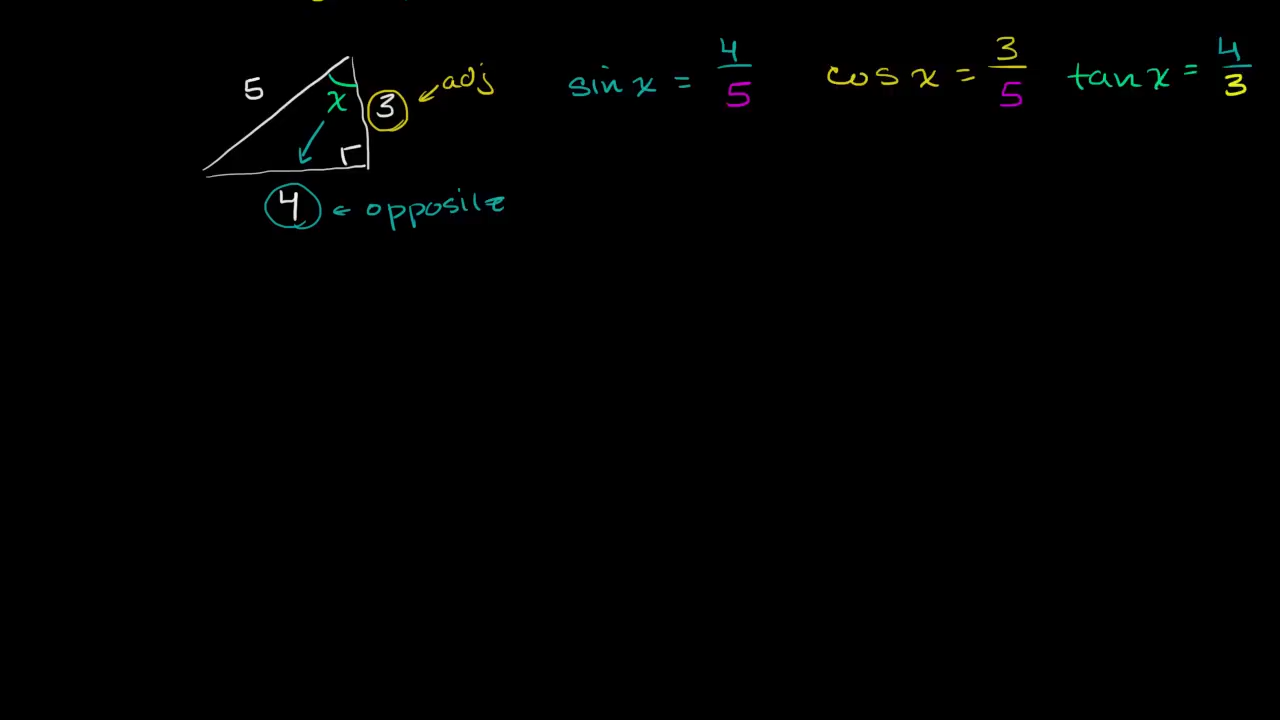 5
x
3 ← adj
4 ← opposite
sin x = 4/5
cos x = 3/5
tan x = 4/3